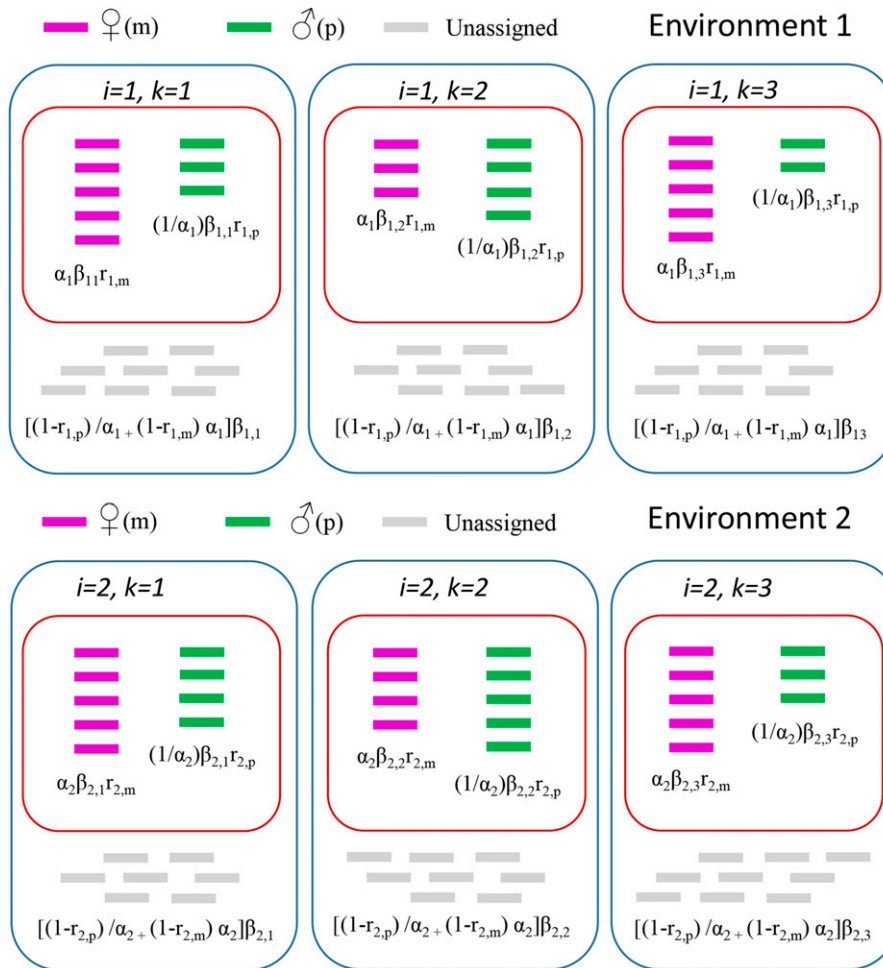 ♀(m) ♂(p) Unassigned Environment 1
i=1, k=1 i=1, k=2 i=1, k=3
(1/α₁)β₁,₁r₁,ₚ α₁β₁,₂r₁,ₘ (1/α₁)β₁,₃r₁,ₚ
α₁β₁₁r₁,ₘ (1/α₁)β₁,₂r₁,ₚ α₁β₁,₃r₁,ₘ
[(1-r₁,ₚ) /α₁ ₊ (1-r₁,ₘ) α₁]β₁,₁ [(1-r₁,ₚ) /α₁ ₊ (1-r₁,ₘ) α₁]β₁,₂ [(1-r₁,ₚ) /α₁ ₊ (1-r₁,ₘ) α₁]β₁₃
♀(m) ♂(p) Unassigned Environment 2
i=2, k=1 i=2, k=2 i=2, k=3
(1/α₂)β₂,₁r₂,ₚ α₂β₂,₂r₂,ₘ (1/α₂)β₂,₃r₂,ₚ
α₂β₂,₁r₂,ₘ (1/α₂)β₂,₂r₂,ₚ α₂β₂,₃r₂,ₘ
[(1-r₂,ₚ) /α₂ ₊ (1-r₂,ₘ) α₂]β₂,₁ [(1-r₂,ₚ) /α₂ ₊ (1-r₂,ₘ) α₂]β₂,₂ [(1-r₂,ₚ) /α₂ ₊ (1-r₂,ₘ) α₂]β₂,₃